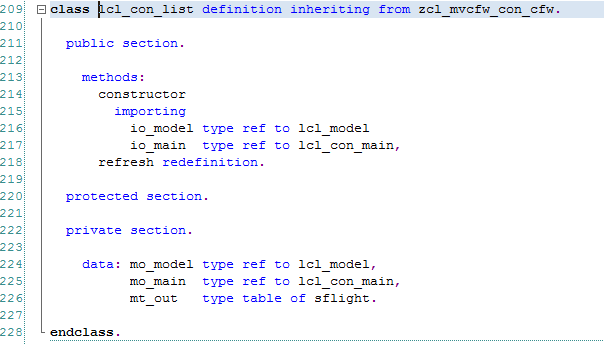 209 class lcl_con_list definition inheriting from zcl_mvcfw_con_cfw.
210
211   public section.
212
213     methods:
214       constructor
215         importing
216           io_model type ref to lcl_model
217           io_main  type ref to lcl_con_main,
218       refresh redefinition.
219
220   protected section.
221
222   private section.
223
224     data: mo_model type ref to lcl_model,
225           mo_main  type ref to lcl_con_main,
226           mt_out   type table of sflight.
227
228 endclass.